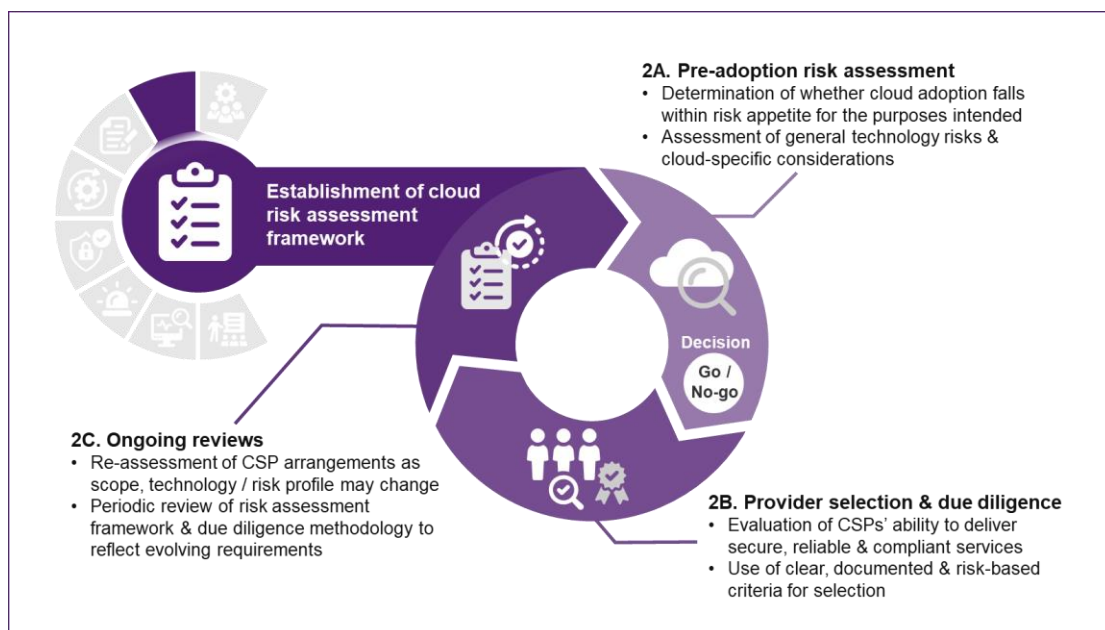 2A. Pre-adoption risk assessment
• Determination of whether cloud adoption falls
within risk appetite for the purposes intended
• Assessment of general technology risks &
cloud-specific considerations
Establishment of cloud
risk assessment
framework
Decision
Go /
No-go
2C. Ongoing reviews
• Re-assessment of CSP arrangements as
scope, technology / risk profile may change
• Periodic review of risk assessment
framework & due diligence methodology to
reflect evolving requirements
2B. Provider selection & due diligence
• Evaluation of CSPs’ ability to deliver
secure, reliable & compliant services
• Use of clear, documented & risk-based
criteria for selection